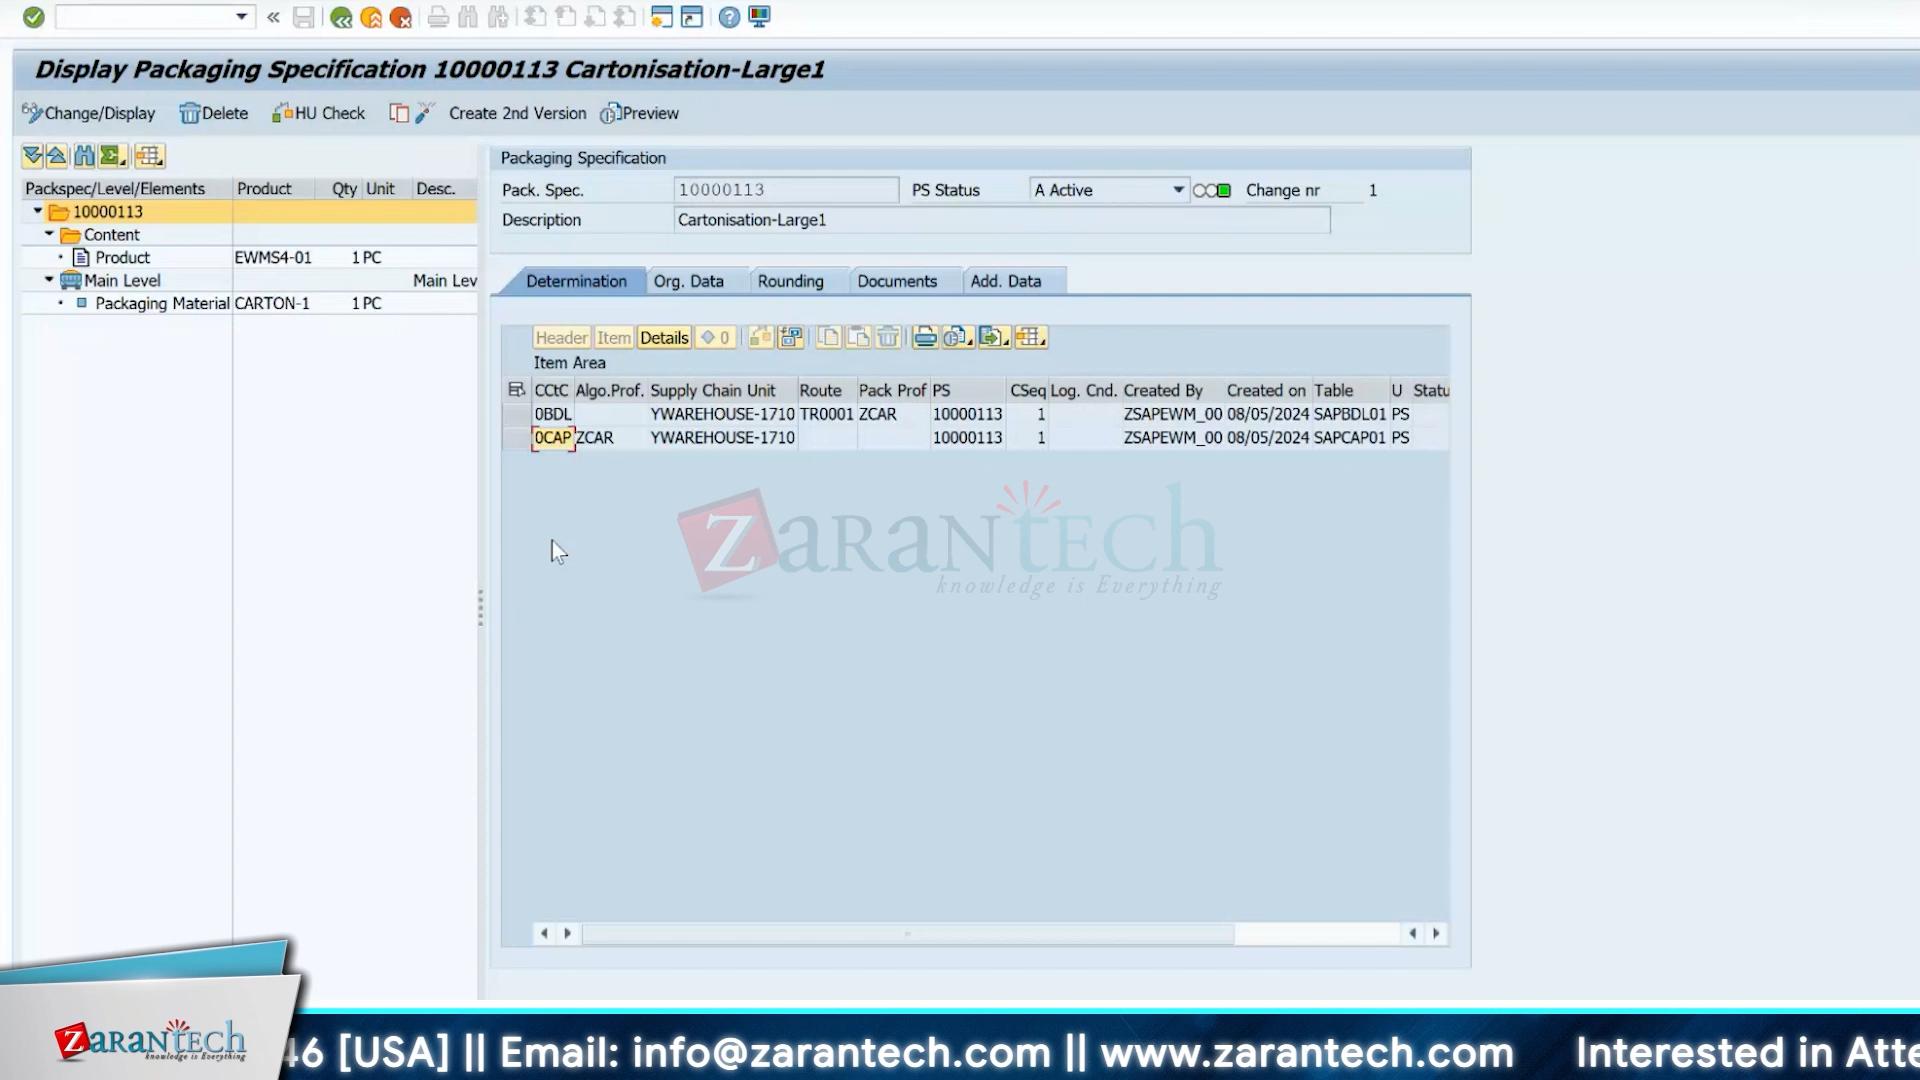 Display Packaging Specification 10000113 Cartonisation-Large1
Change/Display Delete HU Check Create 2nd Version Preview
Packspec/Level/Elements Product Qty Unit Desc.
10000113
Content
Product EWMS4-01 1 PC
Main Level Main Lev
Packaging Material CARTON-1 1 PC
Packaging Specification
Pack. Spec. 10000113 PS Status A Active Change nr 1
Description Cartonisation-Large1
Determination Org. Data Rounding Documents Add. Data
Header Item Details 0
Item Area
CCtC Algo.Prof. Supply Chain Unit Route Pack Prof PS CSeq Log. Cnd. Created By Created on Table U Statu
0BDL YWAREHOUSE-1710 TR0001 ZCAR 10000113 1 ZSAPEWM_00 08/05/2024 SAPBDL01 PS
0CAP ZCAR YWAREHOUSE-1710 10000113 1 ZSAPEWM_00 08/05/2024 SAPCAP01 PS
ZaranTech
knowledge is Everything
ZaranTech
knowledge is Everything
46 [USA] || Email: info@zarantech.com || www.zarantech.com Interested in Atte